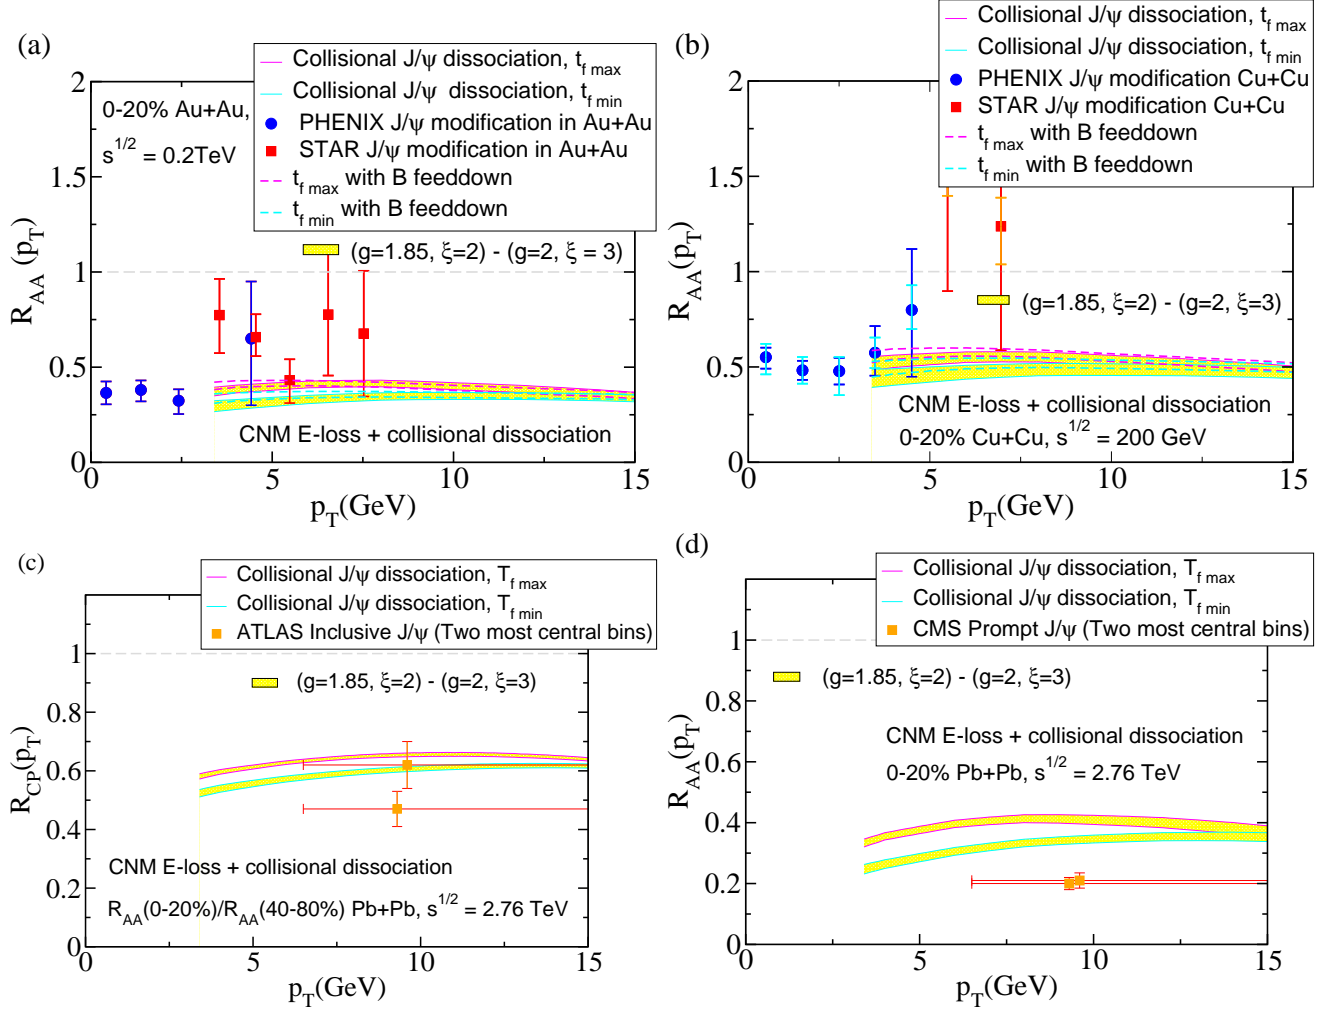 (a)
Collisional J/ψ dissociation, t_f max
Collisional J/ψ dissociation, t_f min
PHENIX J/ψ modification in Au+Au
STAR J/ψ modification in Au+Au
t_f max with B feeddown
t_f min with B feeddown
0-20% Au+Au,
s^1/2 = 0.2TeV
(g=1.85, ξ=2) - (g=2, ξ = 3)
CNM E-loss + collisional dissociation
R_AA (p_T)
2
1.5
1
0.5
0
0
5
10
15
p_T(GeV)
(b)
Collisional J/ψ dissociation, t_f max
Collisional J/ψ dissociation, t_f min
PHENIX J/ψ modification Cu+Cu
STAR J/ψ modification Cu+Cu
t_f max with B feeddown
t_f min with B feeddown
(g=1.85, ξ=2) - (g=2, ξ=3)
CNM E-loss + collisional dissociation
0-20% Cu+Cu, s^1/2 = 200 GeV
R_AA(p_T)
2
1.5
1
0.5
0
0
5
10
15
p_T(GeV)
(c)
Collisional J/ψ dissociation, T_f max
Collisional J/ψ dissociation, T_f min
ATLAS Inclusive J/ψ (Two most central bins)
(g=1.85, ξ=2) - (g=2, ξ=3)
CNM E-loss + collisional dissociation
R_AA(0-20%)/R_AA(40-80%) Pb+Pb, s^1/2 = 2.76 TeV
R_CP(p_T)
1
0.8
0.6
0.4
0.2
0
0
5
10
15
p_T(GeV)
(d)
Collisional J/ψ dissociation, T_f max
Collisional J/ψ dissociation, T_f min
CMS Prompt J/ψ (Two most central bins)
(g=1.85, ξ=2) - (g=2, ξ=3)
CNM E-loss + collisional dissociation
0-20% Pb+Pb, s^1/2 = 2.76 TeV
R_AA(p_T)
1
0.8
0.6
0.4
0.2
0
0
5
10
15
p_T(GeV)